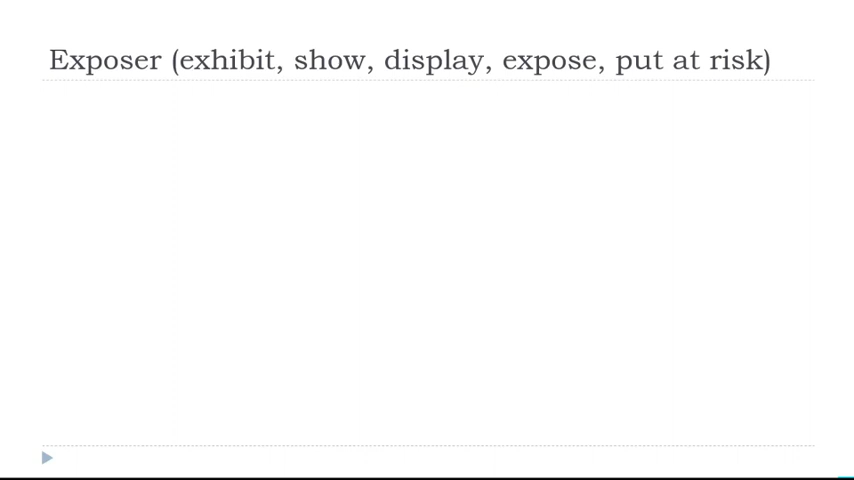 Exposer (exhibit, show, display, expose, put at risk)